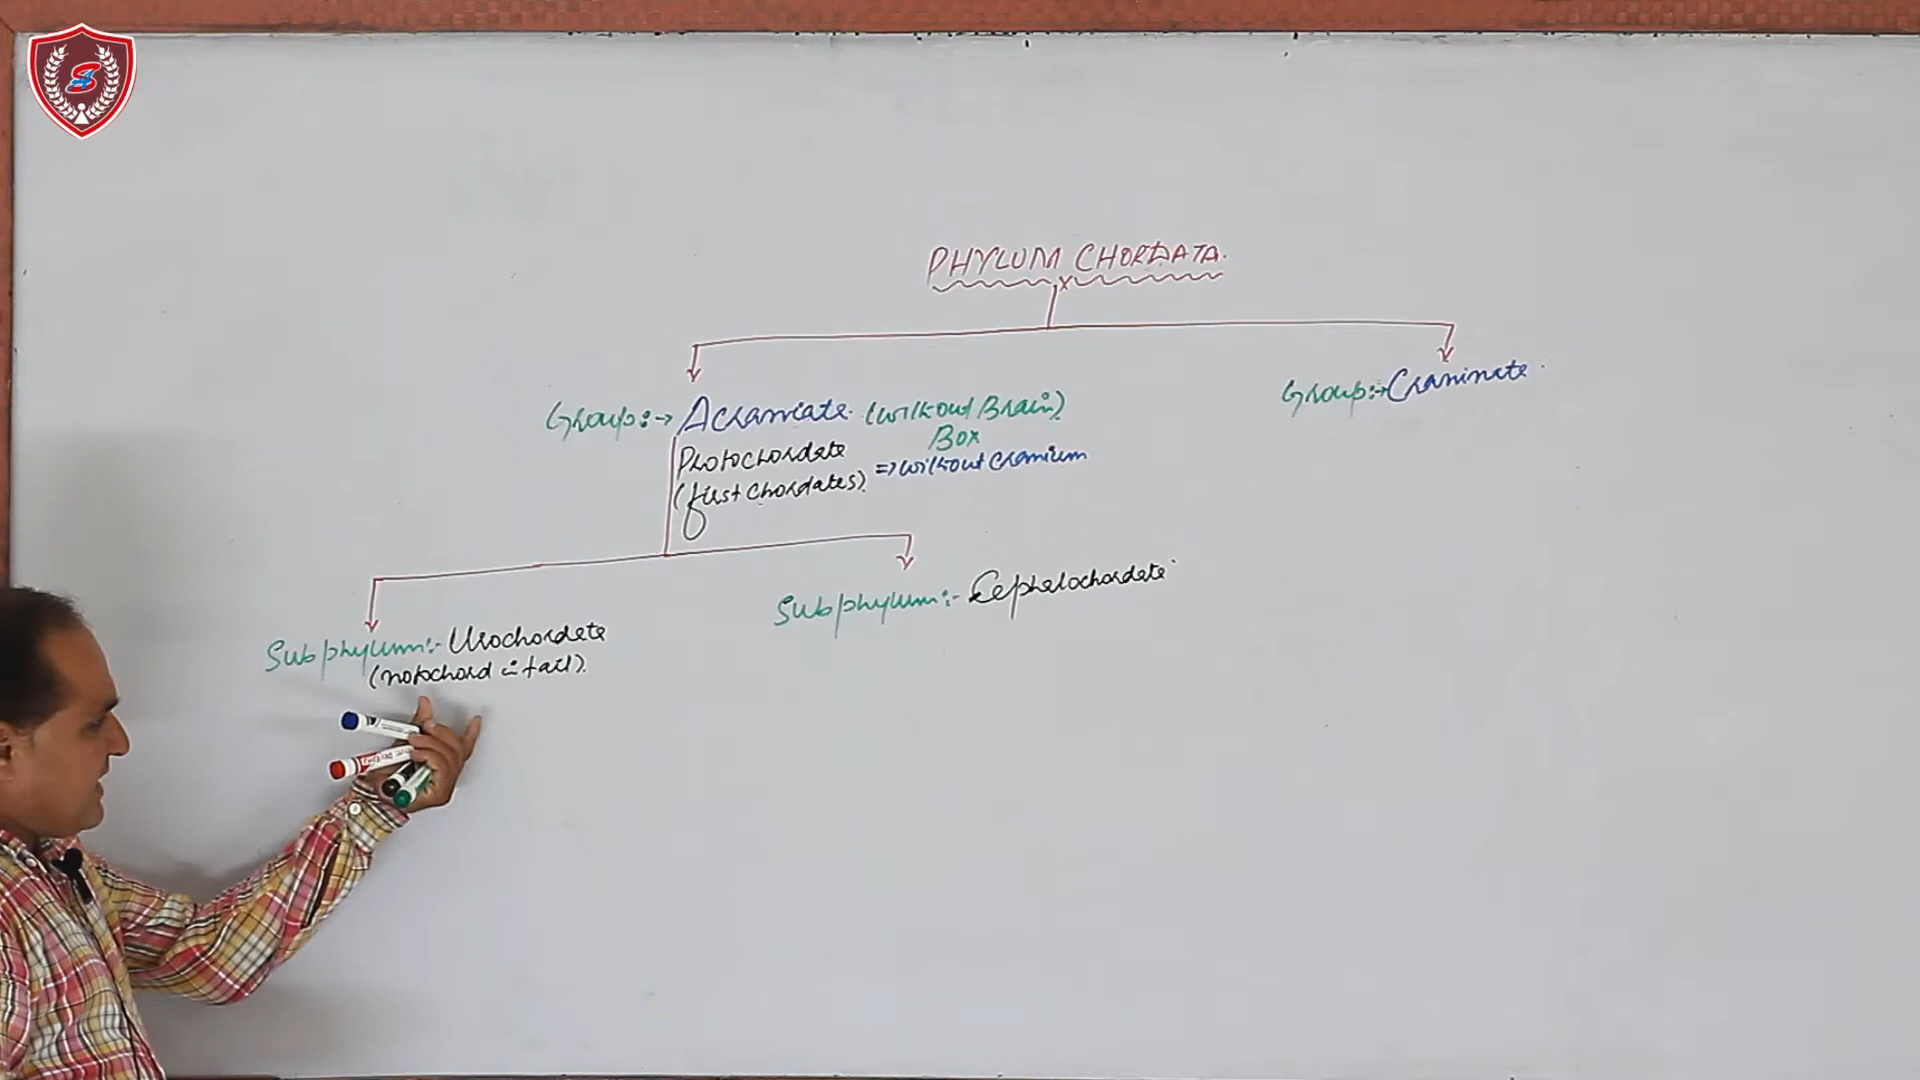 PHYLUM CHORDATA.
Group:→ Acraniate. (without Brain)
Box
Protochordate
⇒ without cranium
(first chordates).
Group:→ Craninate.
Subphylum:- Urochordate
(notochord in tail).
Subphylum:- Cephalochordate.